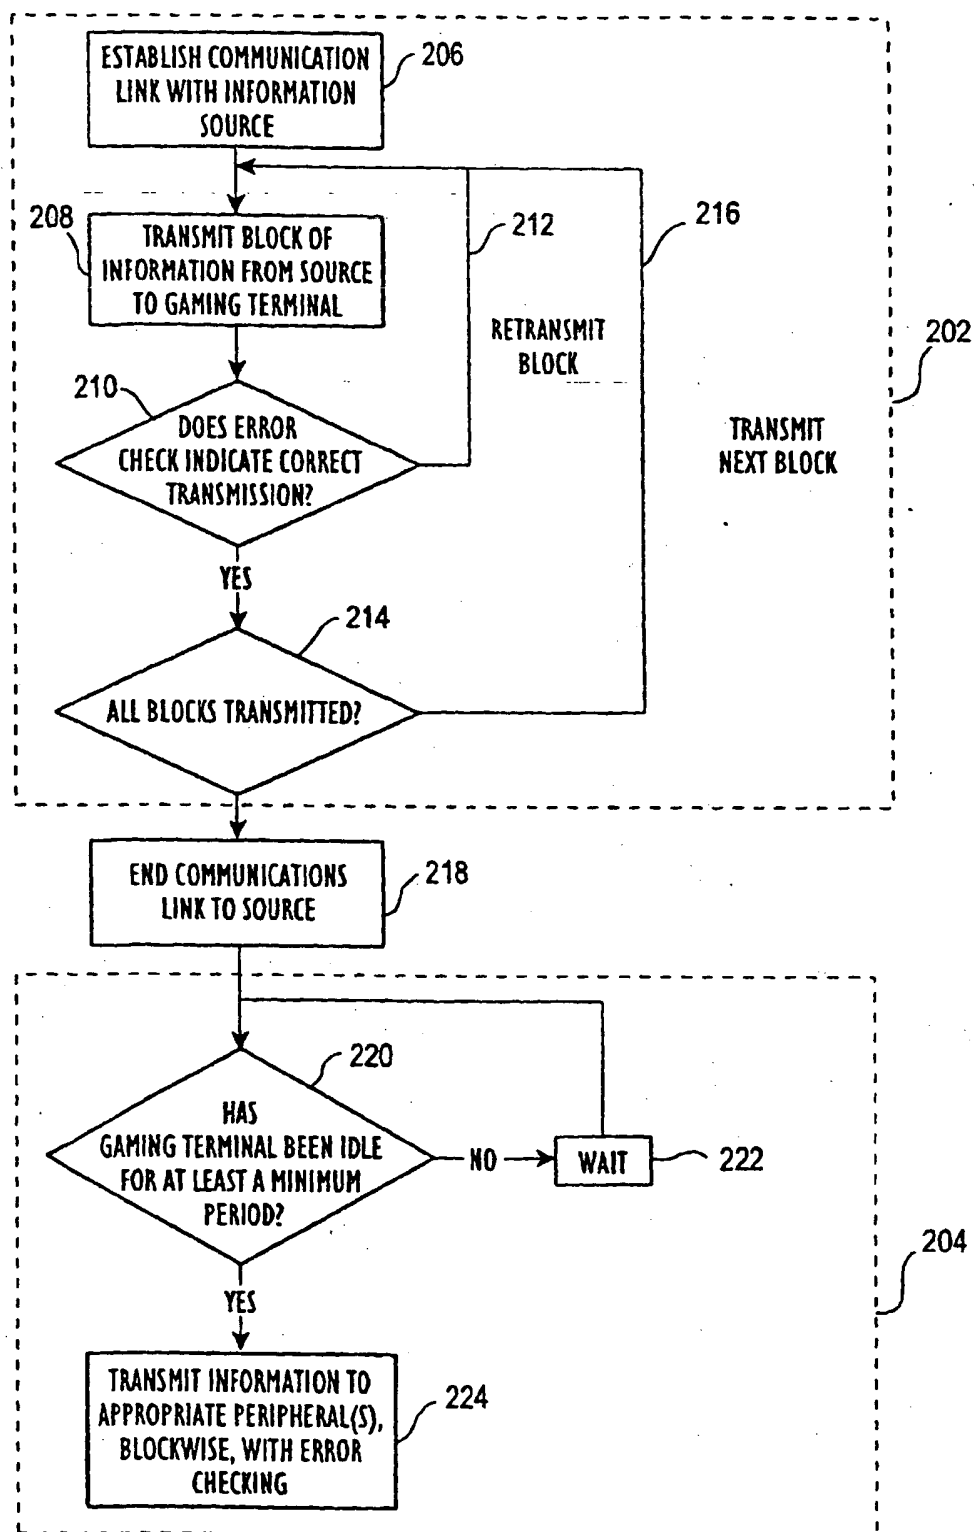 ESTABLISH COMMUNICATION
LINK WITH INFORMATION
SOURCE
206
208
TRANSMIT BLOCK OF
INFORMATION FROM SOURCE
TO GAMING TERMINAL
212
216
RETRANSMIT
BLOCK
202
210
DOES ERROR
CHECK INDICATE CORRECT
TRANSMISSION?
TRANSMIT
NEXT BLOCK
YES
214
ALL BLOCKS TRANSMITTED?
END COMMUNICATIONS
LINK TO SOURCE
218
220
HAS
GAMING TERMINAL BEEN IDLE
FOR AT LEAST A MINIMUM
PERIOD?
NO
WAIT
222
204
YES
TRANSMIT INFORMATION TO
APPROPRIATE PERIPHERAL(S),
BLOCKWISE, WITH ERROR
CHECKING
224